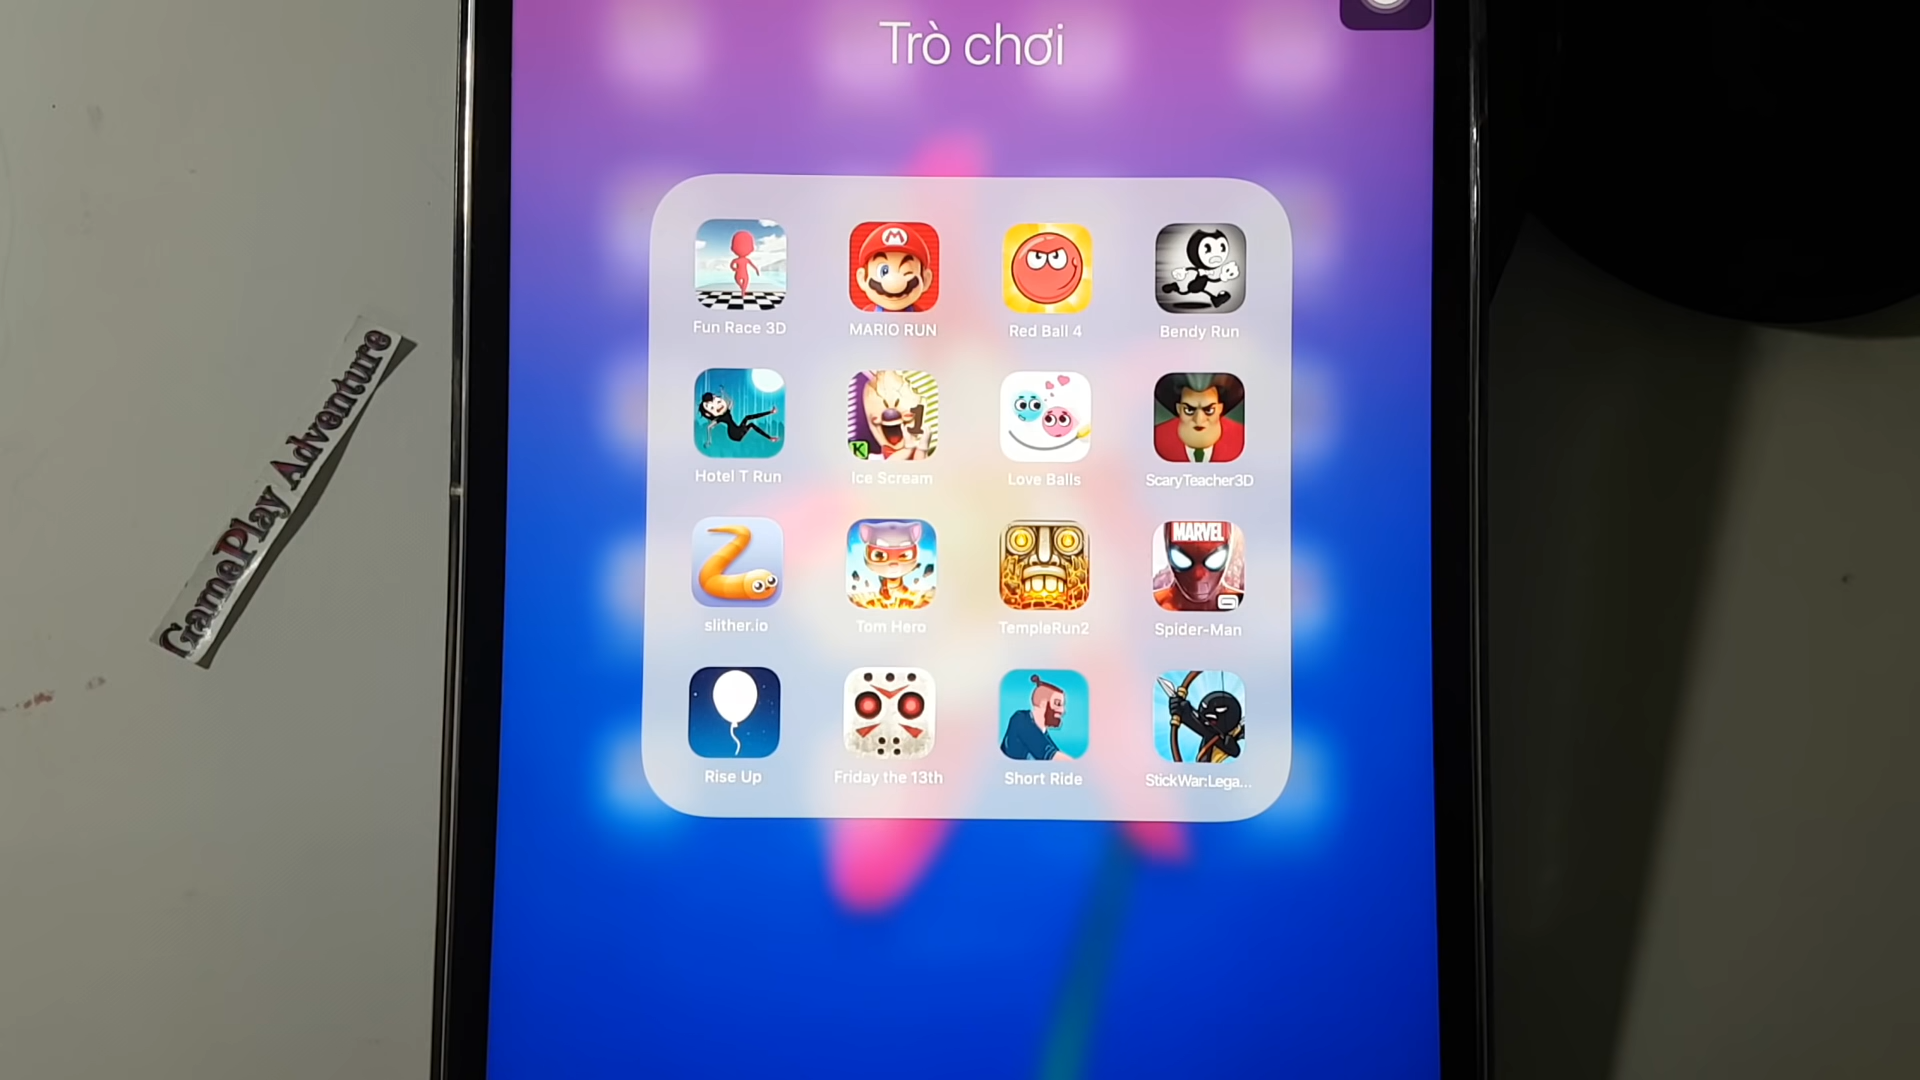 Trò chơi
GamePlay Adventure
Fun Race 3D
M
MARIO RUN
Red Ball 4
Bendy Run
Hotel T Run
1
K
Ice Scream
Love Balls
ScaryTeacher3D
slither.io
Tom Hero
TempleRun2
MARVEL
Spider-Man
Rise Up
Friday the 13th
Short Ride
StickWar:Lega...